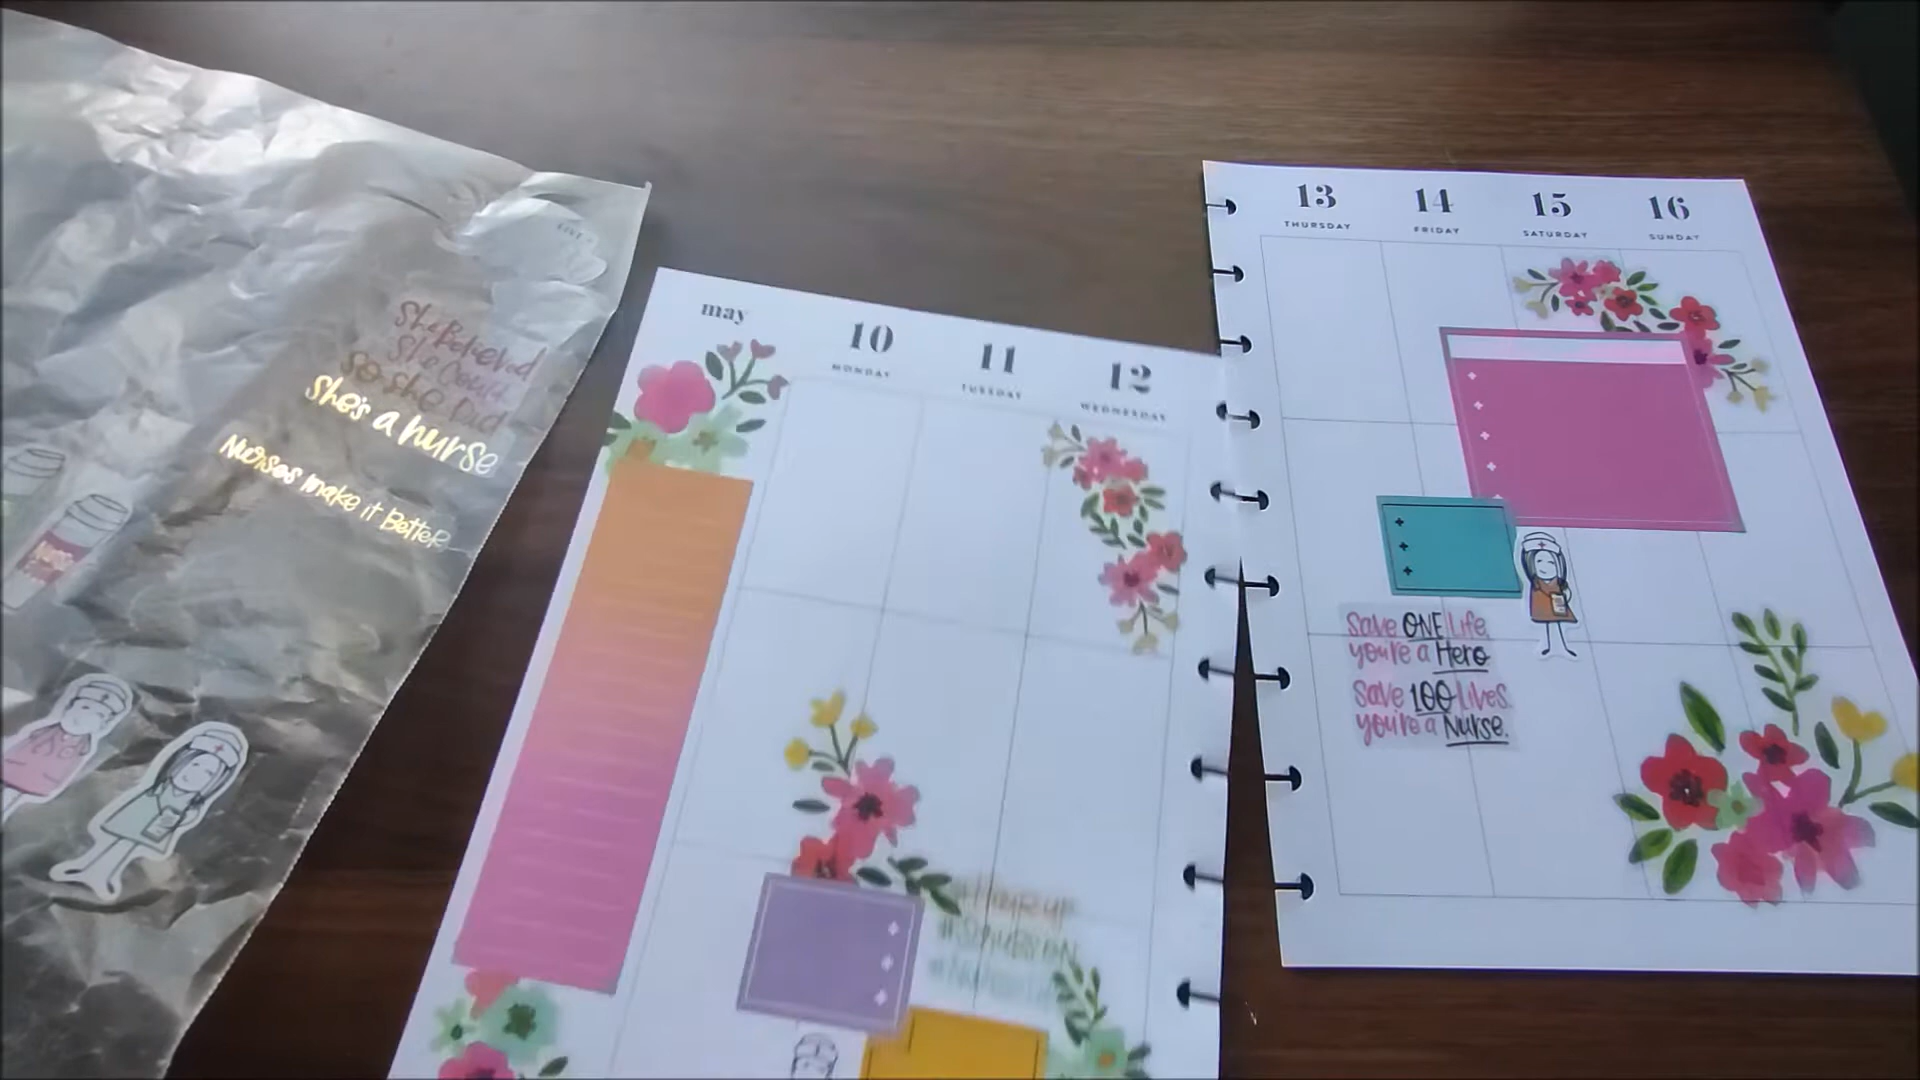 She Believed
She Could
So She Did
She's a nurse
Nurses make it Better
may
10
MONDAY
11
TUESDAY
12
WEDNESDAY
13
THURSDAY
14
FRIDAY
15
SATURDAY
16
SUNDAY
Save ONE Life,
you're a Hero
Save 100 Lives,
you're a Nurse.